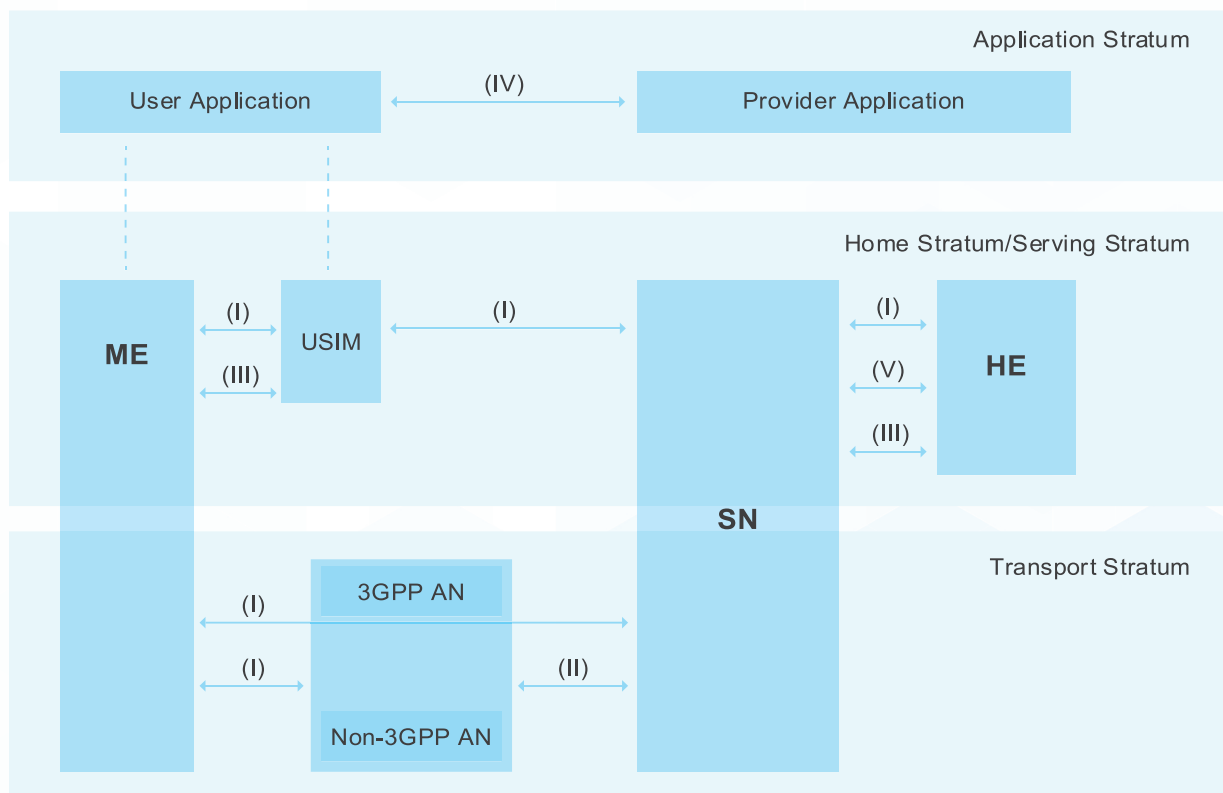 Application Stratum
User Application
(IV)
Provider Application
Home Stratum/Serving Stratum
ME
(I)
(III)
USIM
(I)
SN
(I)
(V)
(III)
HE
Transport Stratum
3GPP AN
(I)
(I)
(II)
Non-3GPP AN